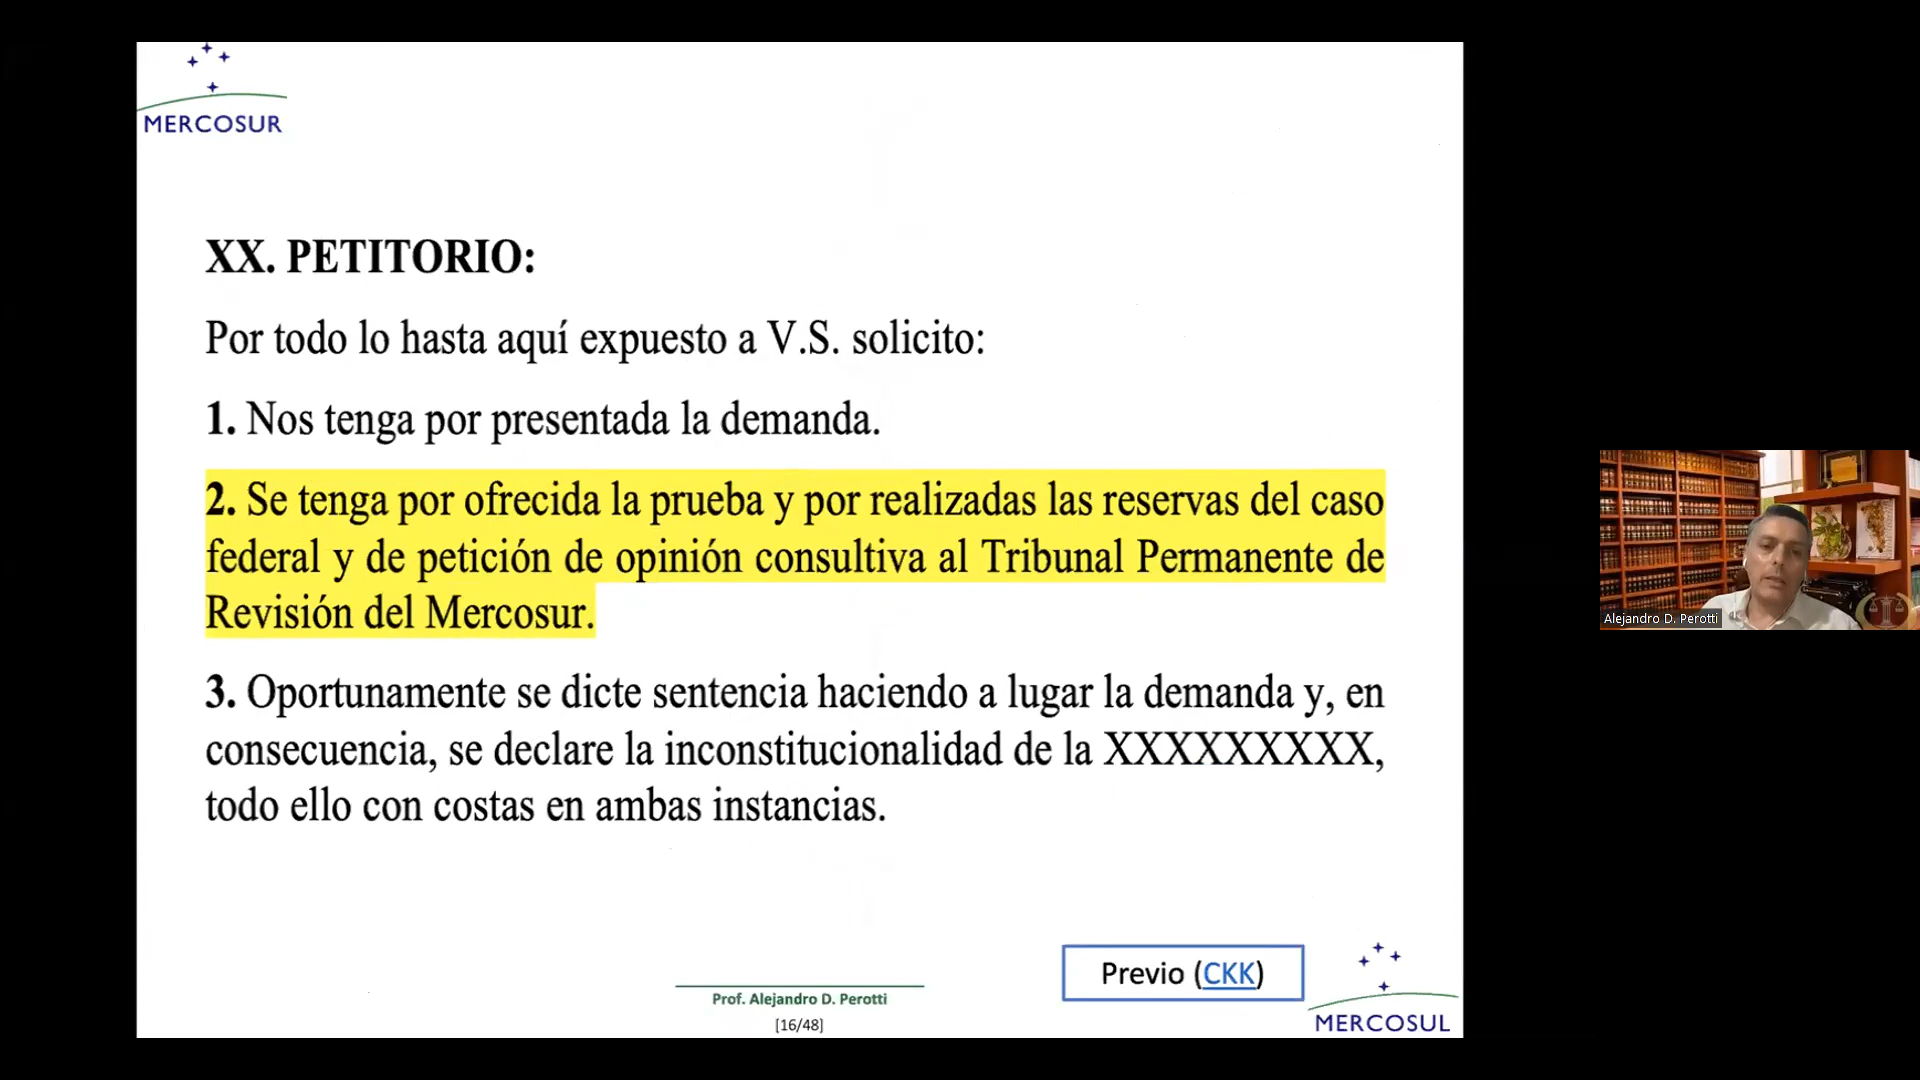 MERCOSUR
XX. PETITORIO:
Por todo lo hasta aquí expuesto a V.S. solicito:
1. Nos tenga por presentada la demanda.
2. Se tenga por ofrecida la prueba y por realizadas las reservas del caso
federal y de petición de opinión consultiva al Tribunal Permanente de
Revisión del Mercosur.
3. Oportunamente se dicte sentencia haciendo a lugar la demanda y, en
consecuencia, se declare la inconstitucionalidad de la XXXXXXXXX,
todo ello con costas en ambas instancias.
Previo (CKK)
Prof. Alejandro D. Perotti
[16/48]
MERCOSUL
Alejandro D. Perotti